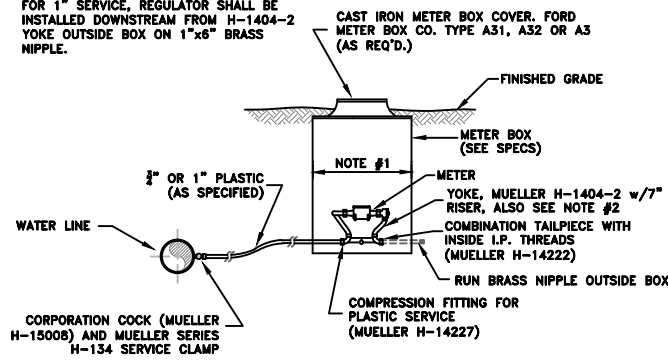 FOR 1" SERVICE, REGULATOR SHALL BE
INSTALLED DOWNSTREAM FROM H-1404-2
YOKE OUTSIDE BOX ON 1"x6" BRASS
NIPPLE.
CAST IRON METER BOX COVER. FORD
METER BOX CO. TYPE A31, A32 OR A3
(AS REQ'D.)
FINISHED GRADE
METER BOX
(SEE SPECS)
NOTE #1
3/4" OR 1" PLASTIC
(AS SPECIFIED)
METER
YOKE, MUELLER H-1404-2 w/7"
RISER, ALSO SEE NOTE #2
WATER LINE
COMBINATION TAILPIECE WITH
INSIDE I.P. THREADS
(MUELLER H-14222)
RUN BRASS NIPPLE OUTSIDE BOX
COMPRESSION FITTING FOR
PLASTIC SERVICE
(MUELLER H-14227)
CORPORATION COCK (MUELLER
H-15008) AND MUELLER SERIES
H-134 SERVICE CLAMP